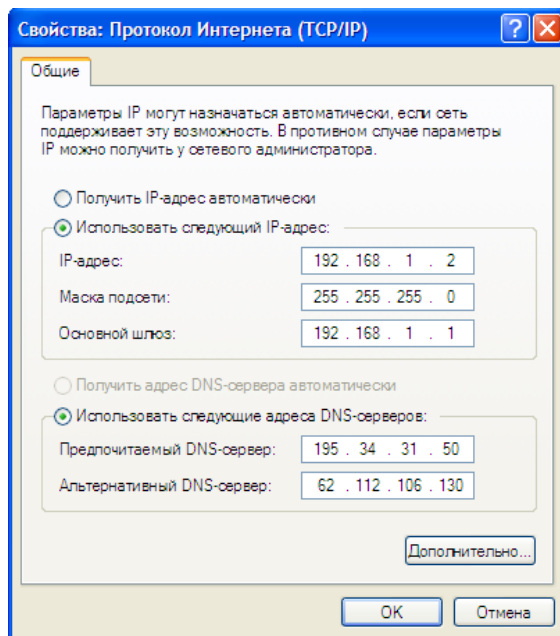 Свойства: Протокол Интернета (TCP/IP)
Общие
Параметры IP могут назначаться автоматически, если сеть
поддерживает эту возможность. В противном случае параметры
IP можно получить у сетевого администратора.
Получить IP-адрес автоматически
Использовать следующий IP-адрес:
IP-адрес: 192 . 168 . 1 . 2
Маска подсети: 255 . 255 . 255 . 0
Основной шлюз: 192 . 168 . 1 . 1
Получить адрес DNS-сервера автоматически
Использовать следующие адреса DNS-серверов:
Предпочитаемый DNS-сервер: 195 . 34 . 31 . 50
Альтернативный DNS-сервер: 62 . 112 . 106 . 130
Дополнительно...
OK Отмена